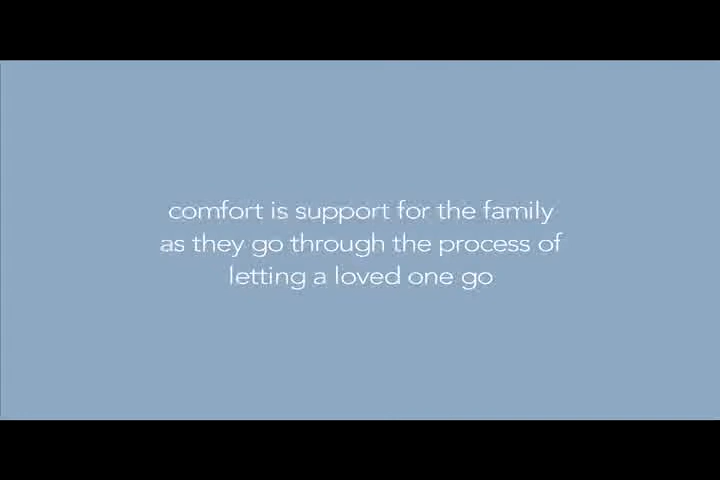 comfort is support for the family
as they go through the process of
letting a loved one go